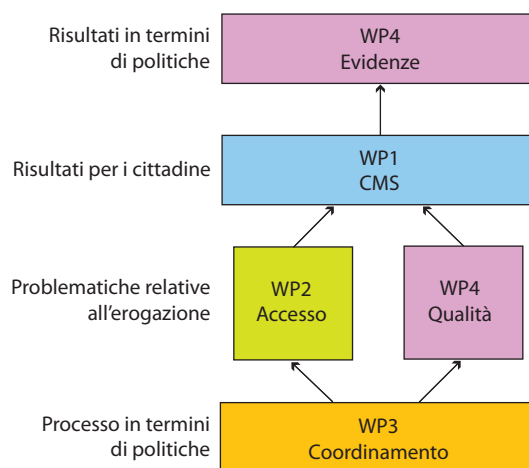 Risultati in termini
di politiche
WP4
Evidenze
Risultati per i cittadine
WP1
CMS
Problematiche relative
all'erogazione
WP2
Accesso
WP4
Qualità
Processo in termini
di politiche
WP3
Coordinamento